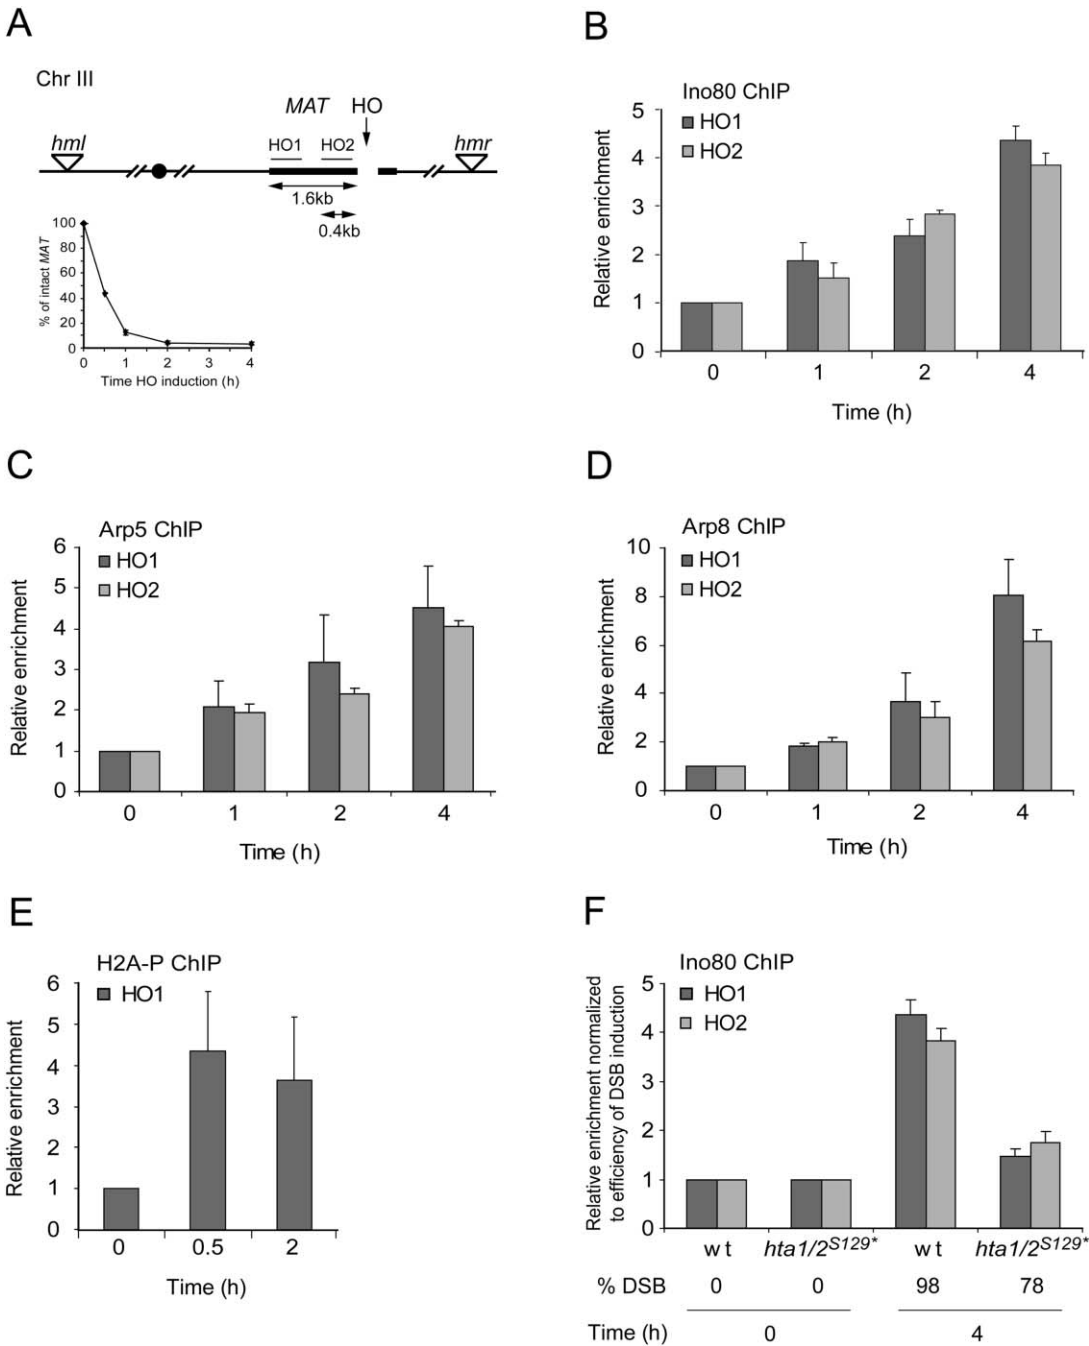 A
Chr III
MAT HO
hml HO1 HO2 hmr
1.6kb
0.4kb
% of intact MAT
100
80
60
40
20
0
0 1 2 3 4
Time HO induction (h)
B
Ino80 ChIP
HO1
HO2
Relative enrichment
5
4
3
2
1
0
0 1 2 4
Time (h)
C
Arp5 ChIP
HO1
HO2
Relative enrichment
6
5
4
3
2
1
0
0 1 2 4
Time (h)
D
Arp8 ChIP
HO1
HO2
Relative enrichment
10
8
6
4
2
0
0 1 2 4
Time (h)
E
H2A-P ChIP
HO1
Relative enrichment
6
5
4
3
2
1
0
0 0.5 2
Time (h)
F
Ino80 ChIP
HO1
HO2
Relative enrichment normalized
to efficiency of DSB induction
5
4
3
2
1
0
wt hta1/2S129* wt hta1/2S129*
% DSB 0 0 98 78
Time (h) 0 4